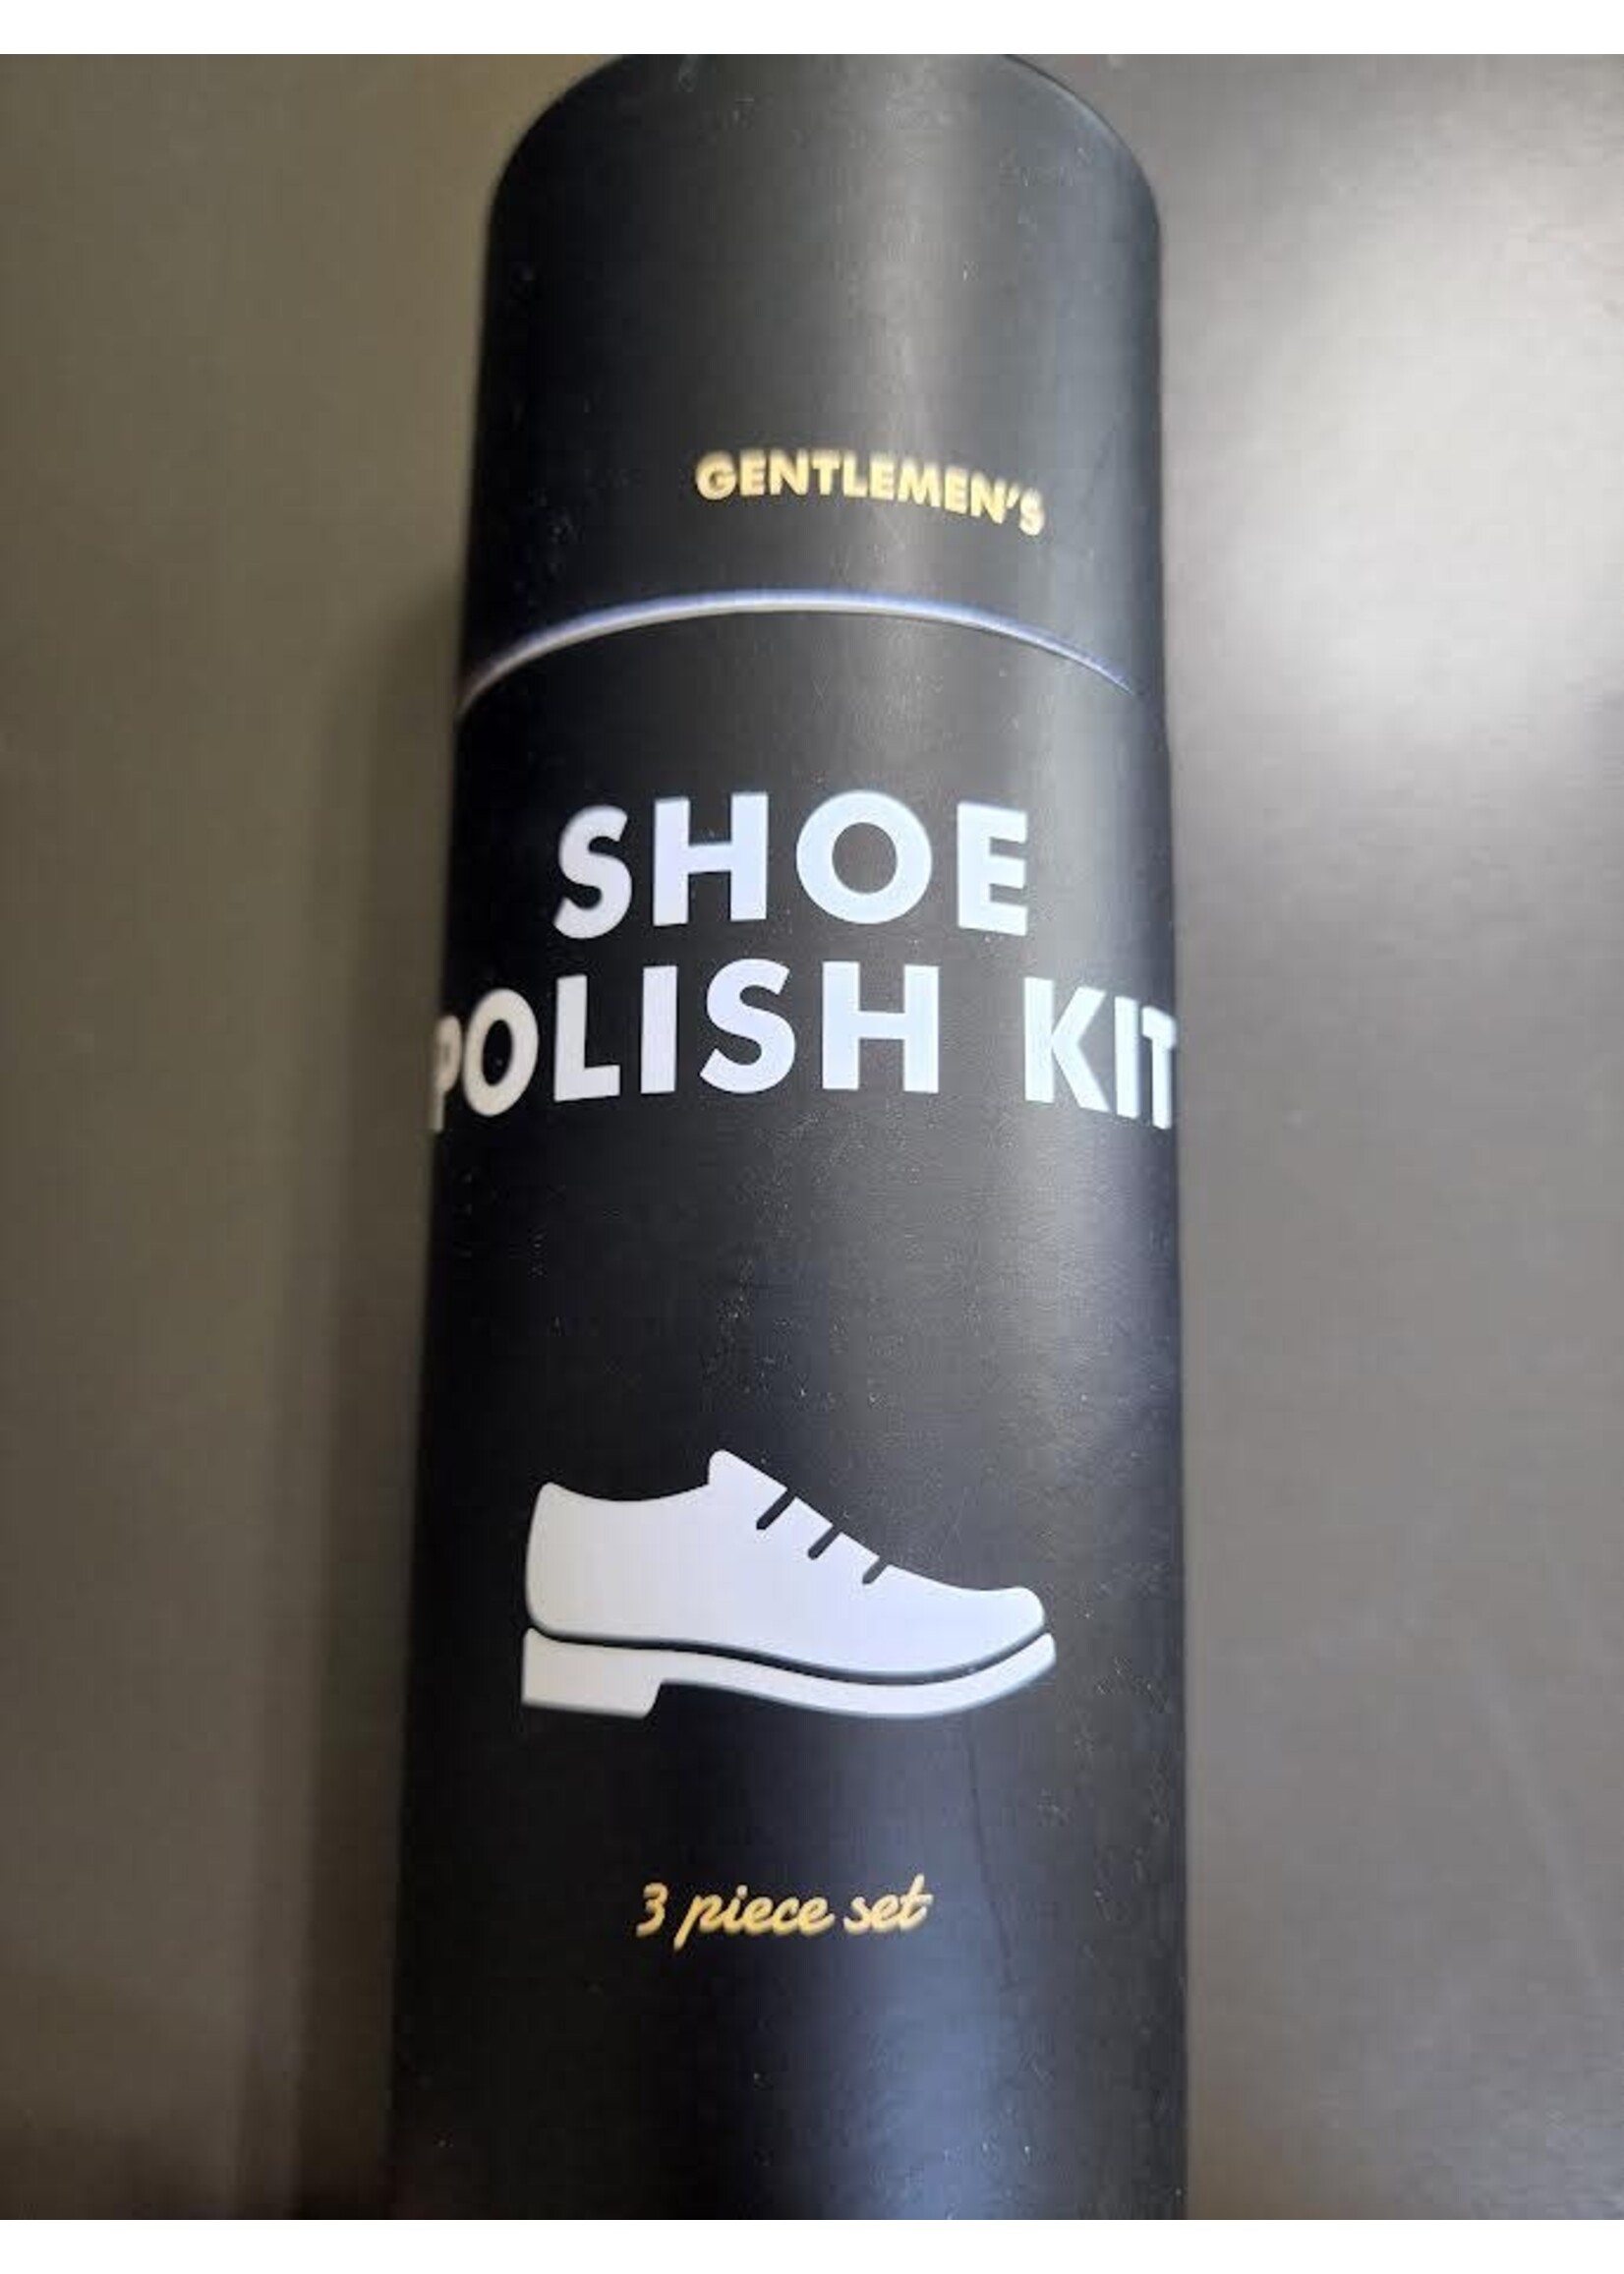 GENTLEMEN'S
SHOE
POLISH KIT
3 piece set